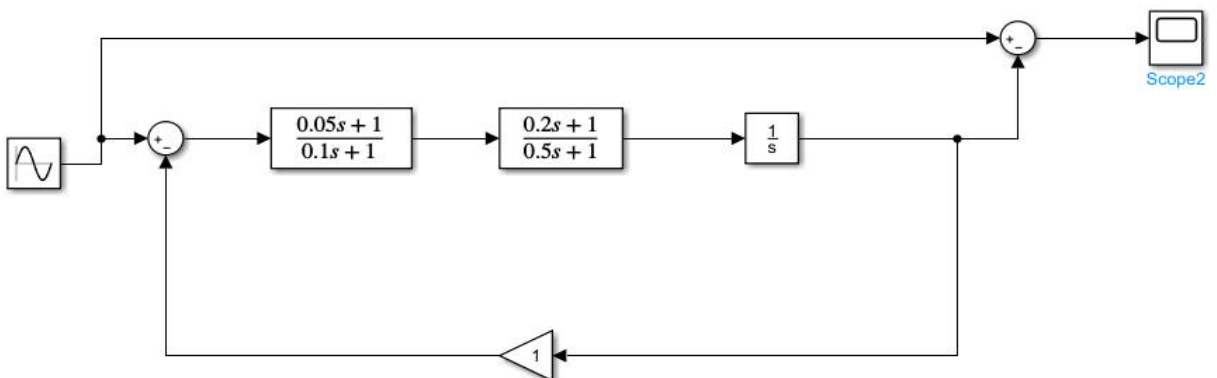 +
−
Scope2
+
−
0.05s + 1
0.1s + 1
0.2s + 1
0.5s + 1
1
s
1